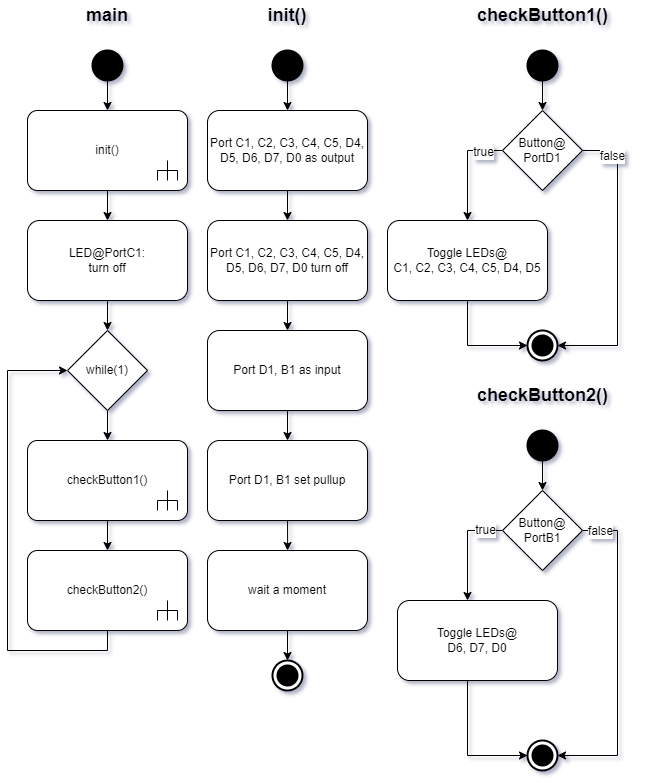 main
init()
LED@PortC1:
turn off
while(1)
checkButton1()
checkButton2()
init()
Port C1, C2, C3, C4, C5, D4,
D5, D6, D7, D0 as output
Port C1, C2, C3, C4, C5, D4,
D5, D6, D7, D0 turn off
Port D1, B1 as input
Port D1, B1 set pullup
wait a moment
checkButton1()
Button@
PortD1
true
false
Toggle LEDs@
C1, C2, C3, C4, C5, D4, D5
checkButton2()
Button@
PortB1
true
false
Toggle LEDs@
D6, D7, D0